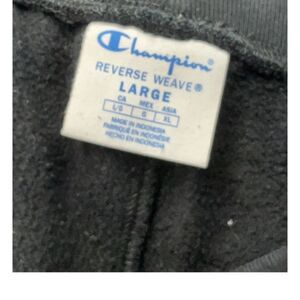 Champion
REVERSE WEAVE®
LARGE
CA MEX ASIA
L/G G XL
MADE IN INDONESIA
FABRIQUÉ EN INDONÉSIE
HECHO EN INDONESIA